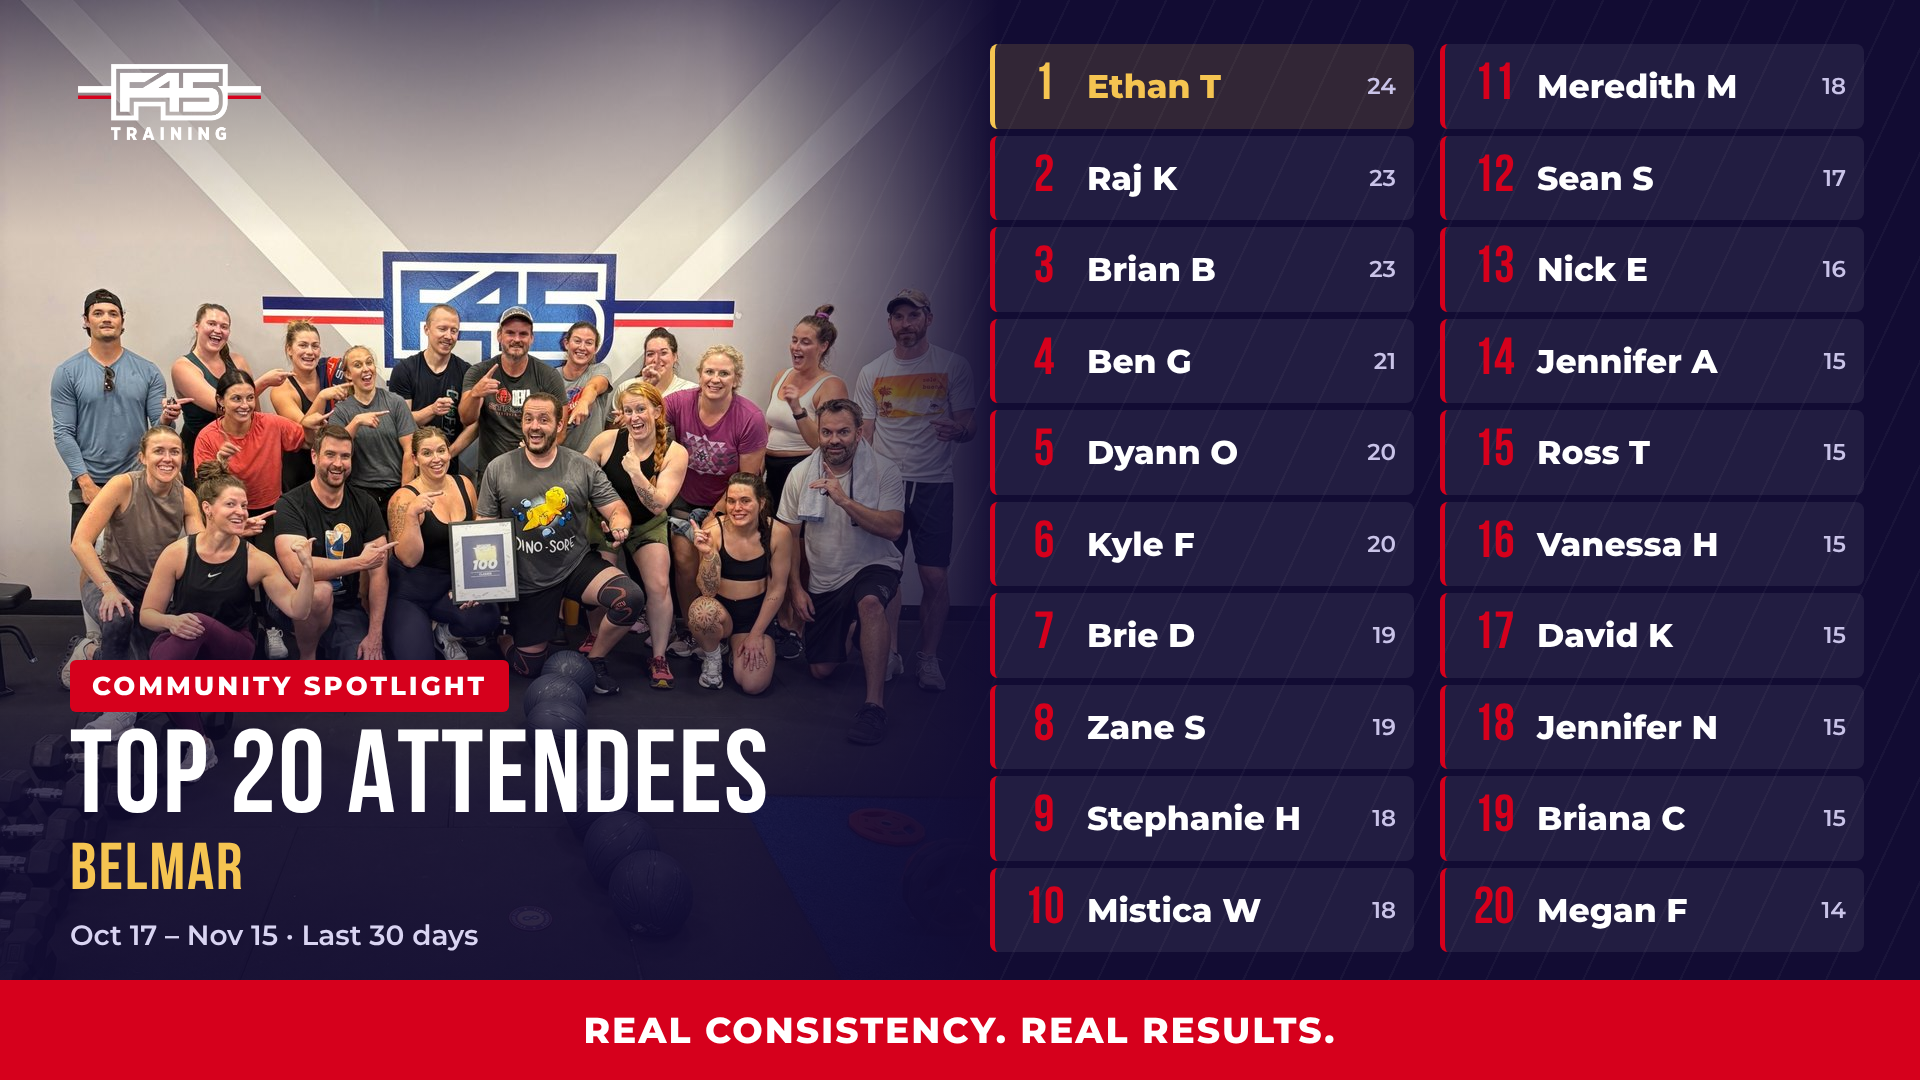 F45
TRAINING
F45
DINO-SORE
100
COMMUNITY SPOTLIGHT
TOP 20 ATTENDEES
BELMAR
Oct 17 – Nov 15 · Last 30 days
1 Ethan T 24
2 Raj K 23
3 Brian B 23
4 Ben G 21
5 Dyann O 20
6 Kyle F 20
7 Brie D 19
8 Zane S 19
9 Stephanie H 18
10 Mistica W 18
11 Meredith M 18
12 Sean S 17
13 Nick E 16
14 Jennifer A 15
15 Ross T 15
16 Vanessa H 15
17 David K 15
18 Jennifer N 15
19 Briana C 15
20 Megan F 14
REAL CONSISTENCY. REAL RESULTS.